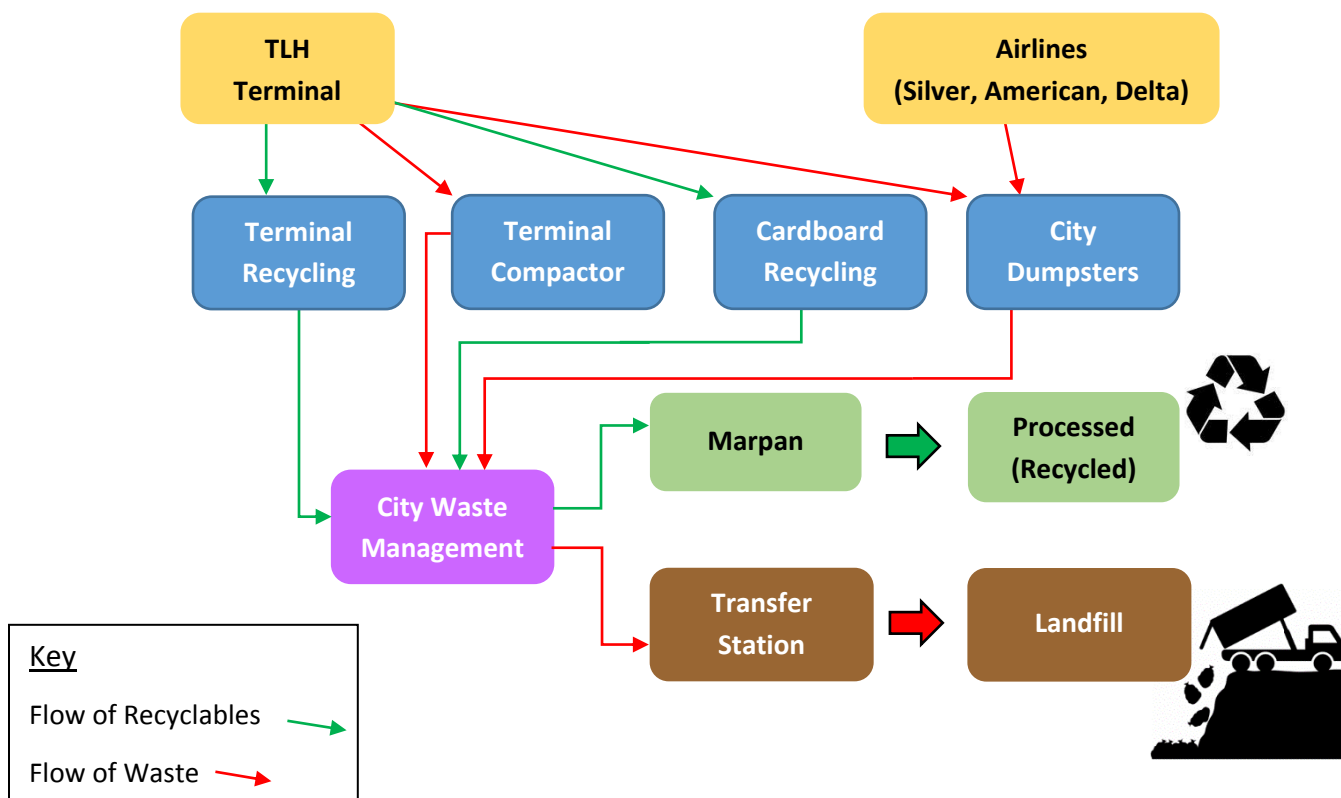 TLH
Terminal
Airlines
(Silver, American, Delta)
Terminal
Recycling
Terminal
Compactor
Cardboard
Recycling
City
Dumpsters
Marpan
Processed
(Recycled)
City Waste
Management
Transfer
Station
Landfill
Key
Flow of Recyclables
Flow of Waste